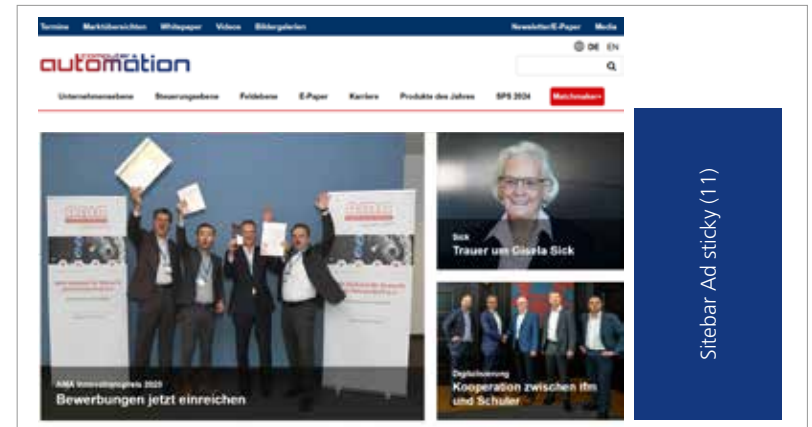 Termine Marktübersichten Whitepaper Videos Bildergalerien Newsletter/E-Paper Media
DE EN
computer &
automation
Unternehmensebene Steuerungsebene Feldebene E-Paper Karriere Produkte des Jahres SPS 2024 Matchmaker+
Sick
Trauer um Gisela Sick
AMA Innovationspreis 2025
Bewerbungen jetzt einreichen
Digitalisierung
Kooperation zwischen ifm
und Schuler
Sitebar Ad sticky (11)